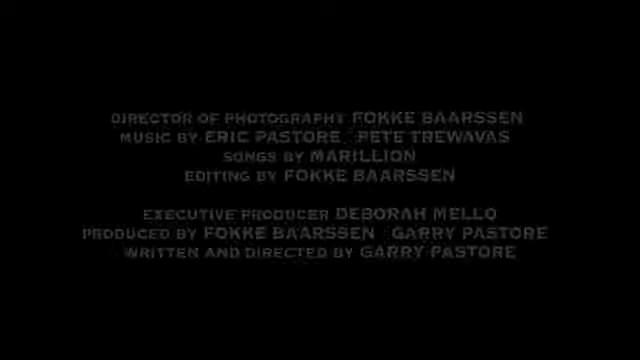 DIRECTOR OF PHOTOGRAPHY FOKKE BAARSSEN
MUSIC BY ERIC PASTORE PETE TREWAVAS
SONGS BY MARILLION
EDITING BY FOKKE BAARSSEN
EXECUTIVE PRODUCER DEBORAH MELLO
PRODUCED BY FOKKE BAARSSEN GARRY PASTORE
WRITTEN AND DIRECTED BY GARRY PASTORE